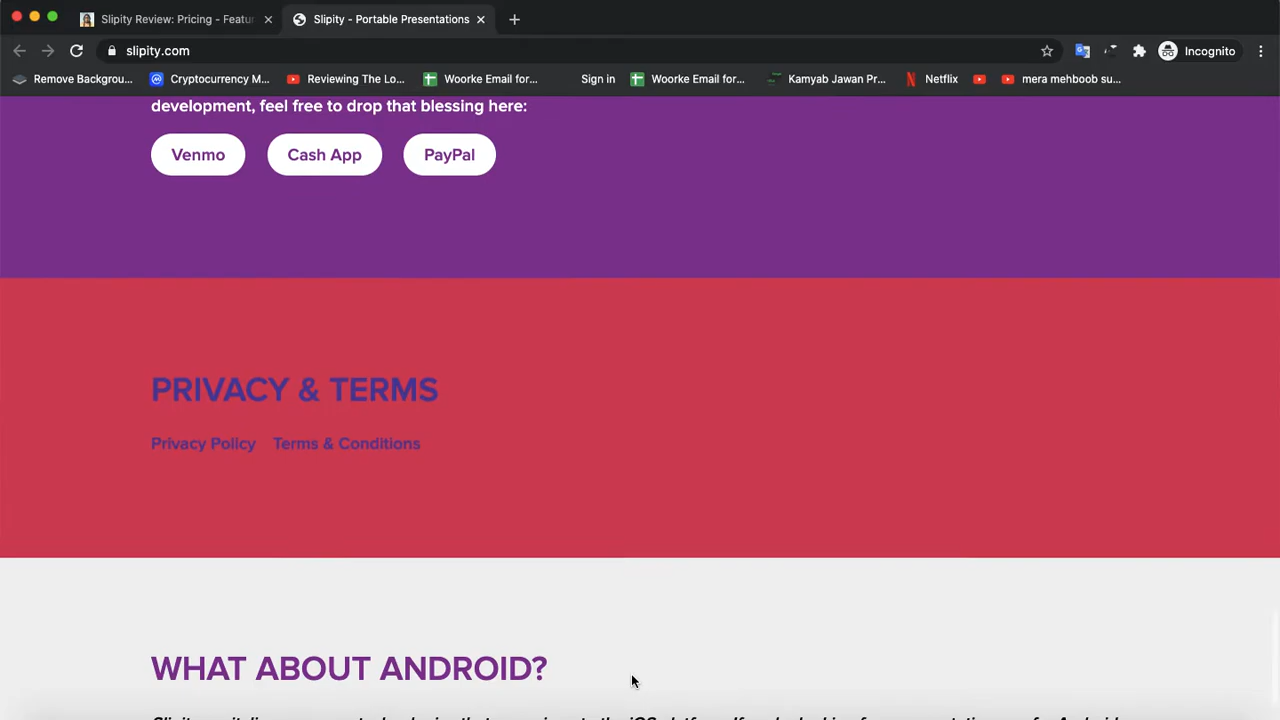 Slipity Review: Pricing - Featur
Slipity - Portable Presentations
slipity.com
Incognito
Remove Backgrou...
Cryptocurrency M...
Reviewing The Lo...
Woorke Email for...
Sign in
Woorke Email for...
Kamyab Jawan Pr...
Netflix
mera mehboob su...
development, feel free to drop that blessing here:
Venmo
Cash App
PayPal
PRIVACY & TERMS
Privacy Policy
Terms & Conditions
WHAT ABOUT ANDROID?